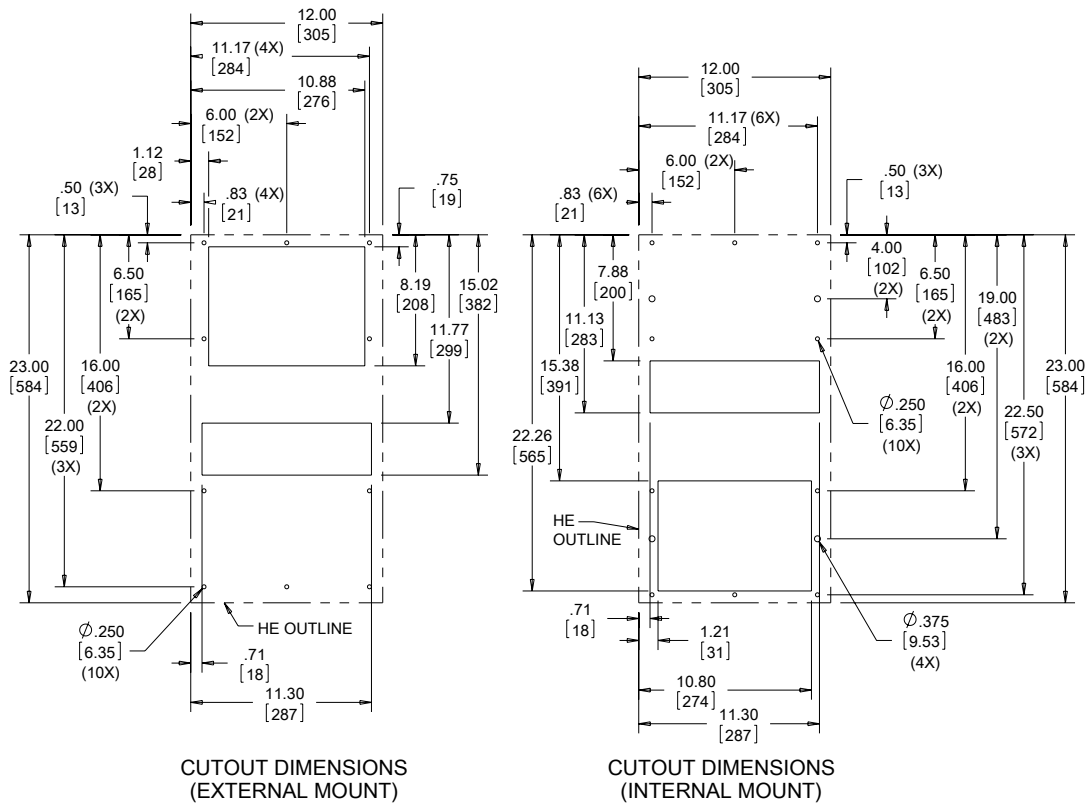 12.00
[305]
11.17 (4X)
[284]
10.88
[276]
6.00 (2X)
[152]
1.12
[28]
.50 (3X)
[13]
.83 (4X)
[21]
.75
[19]
6.50
[165]
(2X)
8.19
[208]
15.02
[382]
11.77
[299]
23.00
[584]
16.00
[406]
(2X)
22.00
[559]
(3X)
HE OUTLINE
Ø.250
[6.35]
(10X)
.71
[18]
11.30
[287]
CUTOUT DIMENSIONS
(EXTERNAL MOUNT)
12.00
[305]
11.17 (6X)
[284]
6.00 (2X)
[152]
.50 (3X)
[13]
.83 (6X)
[21]
7.88
[200]
4.00
[102]
(2X)
6.50
[165]
(2X)
11.13
[283]
19.00
[483]
(2X)
15.38
[391]
16.00
[406]
(2X)
23.00
[584]
Ø.250
[6.35]
(10X)
22.50
[572]
(3X)
22.26
[565]
HE
OUTLINE
.71
[18]
1.21
[31]
Ø.375
[9.53]
(4X)
10.80
[274]
11.30
[287]
CUTOUT DIMENSIONS
(INTERNAL MOUNT)